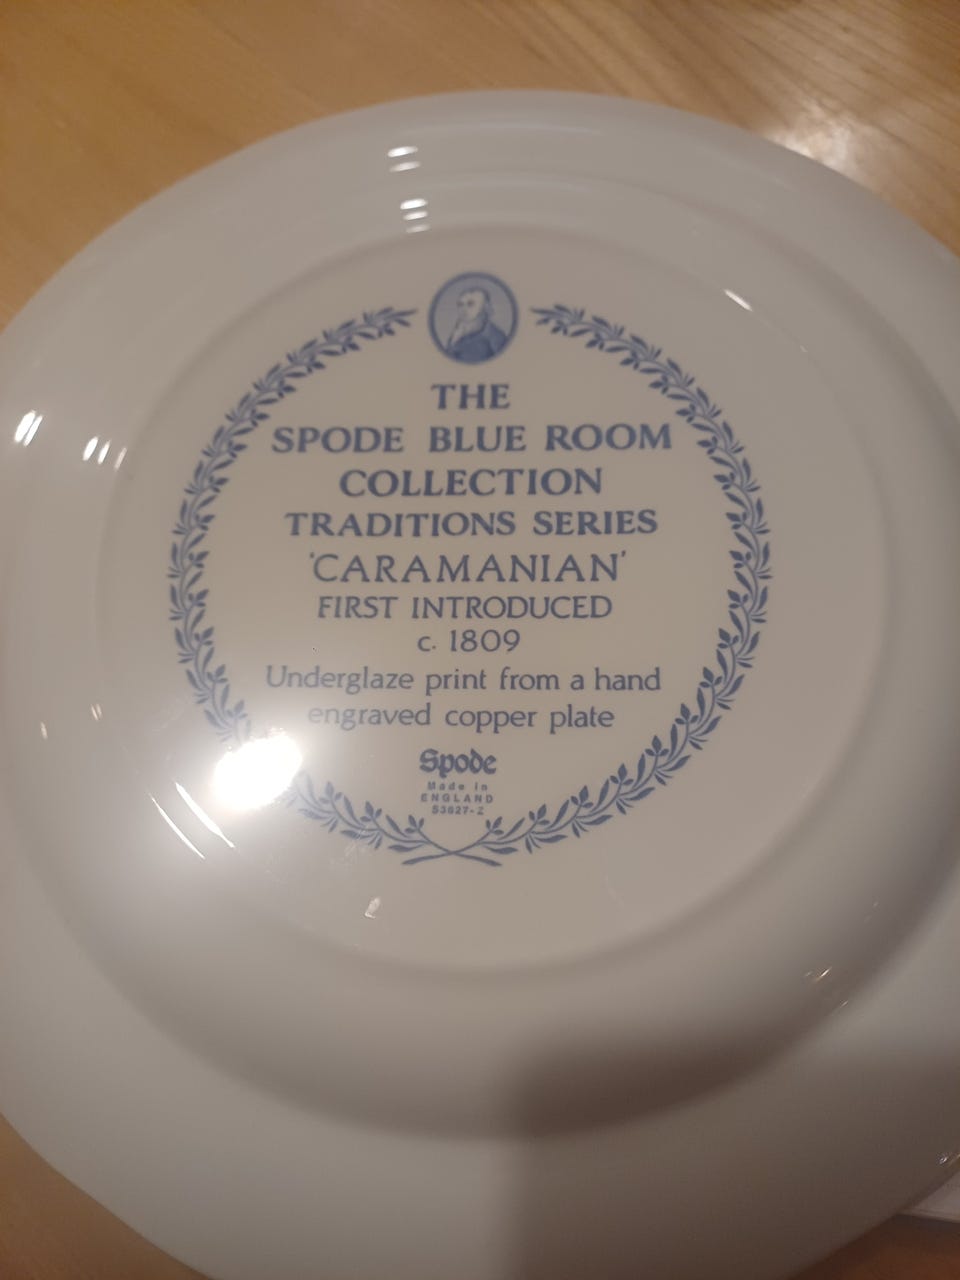 THE
SPODE BLUE ROOM
COLLECTION
TRADITIONS SERIES
'CARAMANIAN'
FIRST INTRODUCED
c. 1809
Underglaze print from a hand
engraved copper plate
Spode
Made in
ENGLAND
S3627-Z